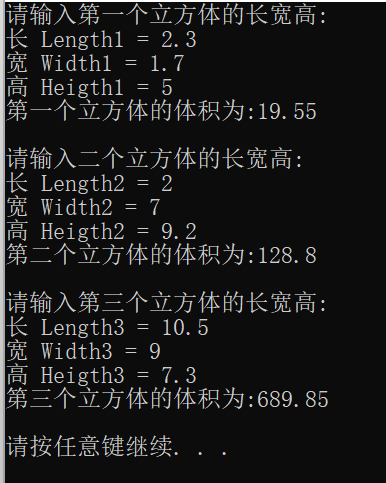 请输入第一个立方体的长宽高:
长 Length1 = 2.3
宽 Width1 = 1.7
高 Heigth1 = 5
第一个立方体的体积为:19.55
请输入二个立方体的长宽高:
长 Length2 = 2
宽 Width2 = 7
高 Heigth2 = 9.2
第二个立方体的体积为:128.8
请输入第三个立方体的长宽高:
长 Length3 = 10.5
宽 Width3 = 9
高 Heigth3 = 7.3
第三个立方体的体积为:689.85
请按任意键继续. . .